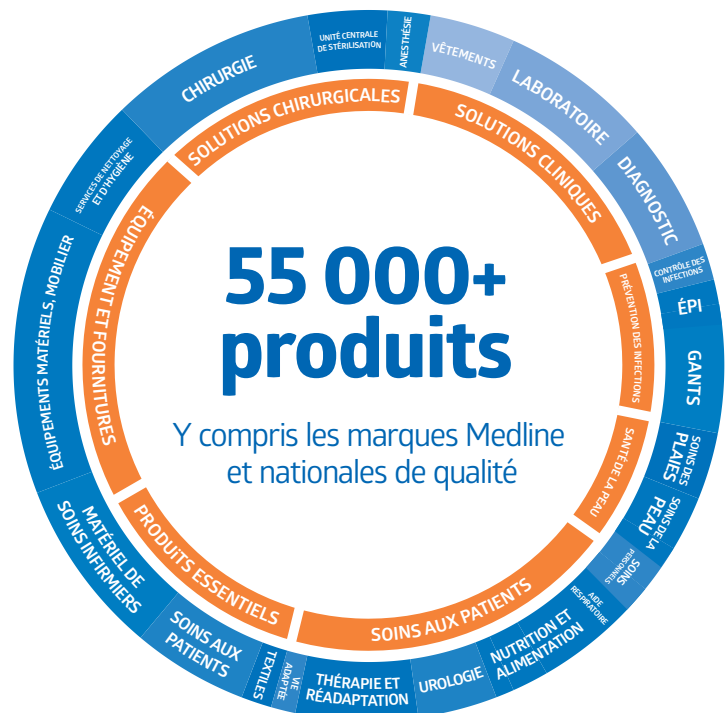 55 000+
produits
Y compris les marques Medline
et nationales de qualité
SOLUTIONS CHIRURGICALES
SOLUTIONS CLINIQUES
PRÉVENTION DES INFECTIONS
SANTÉ DE LA PEAU
SOINS AUX PATIENTS
PRODUITS ESSENTIELS
ÉQUIPEMENT ET FOURNITURES
CHIRURGIE
UNITÉ CENTRALE
DE STÉRILISATION
ANESTHÉSIE
VÊTEMENTS
LABORATOIRE
DIAGNOSTIC
CONTRÔLE DES
INFECTIONS
ÉPI
GANTS
SOINS DES
PLAIES
SOINS DE LA
PEAU
SOINS
PERSONNELS
AIDE
RESPIRATOIRE
NUTRITION ET
ALIMENTATION
UROLOGIE
THÉRAPIE ET
RÉADAPTATION
VIE
ADAPTÉE
TEXTILES
SOINS AUX
PATIENTS
MATÉRIEL DE
SOINS INFIRMIERS
ÉQUIPEMENTS MATÉRIELS, MOBILIER
SERVICES DE NETTOYAGE
ET D'HYGIÈNE